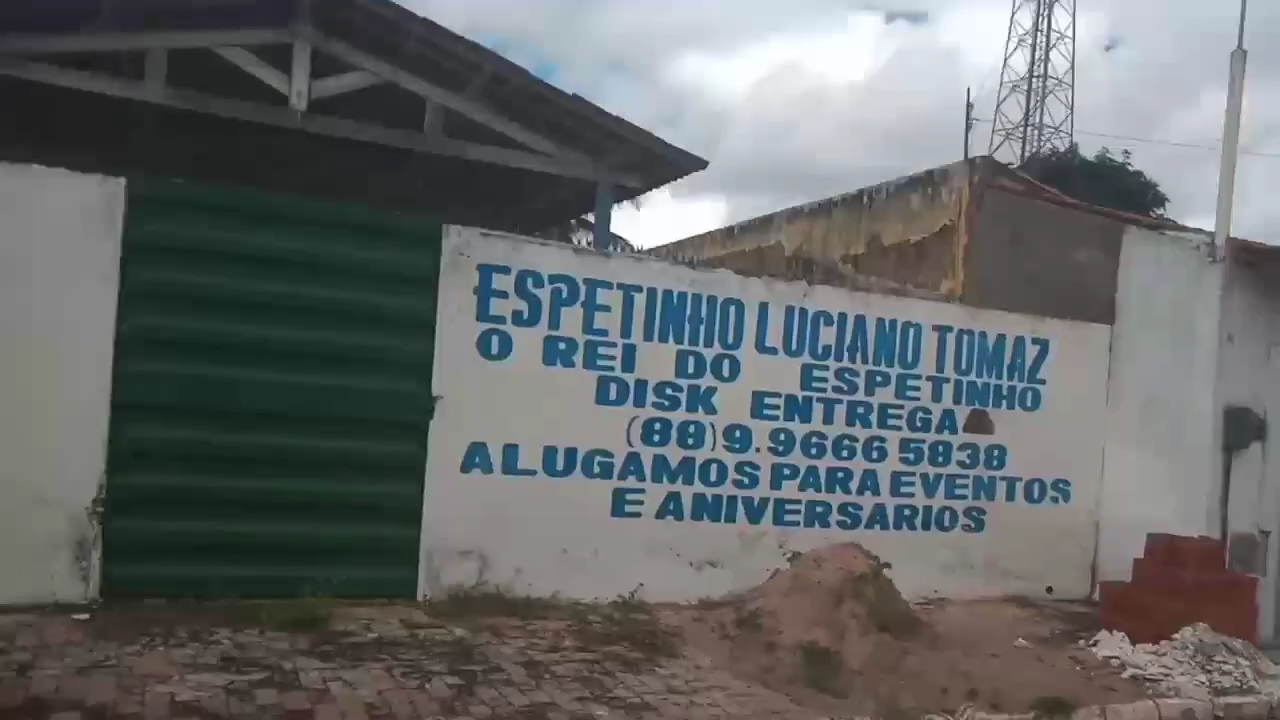 ESPETINHO LUCIANO TOMAZ
O REI DO ESPETINHO
DISK ENTREGA
(88)9.9666 5838
ALUGAMOS PARA EVENTOS
E ANIVERSARIOS